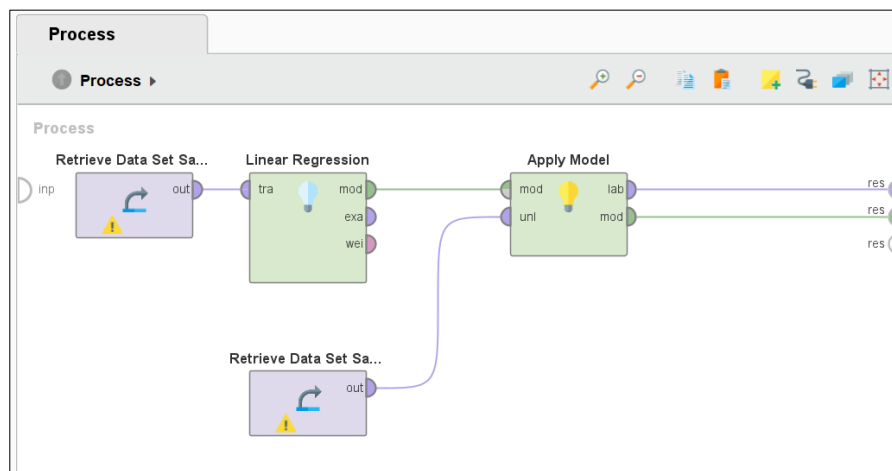 Process
Process
Process
Retrieve Data Set Sa...
Linear Regression
Apply Model
inp
out
tra
mod
exa
wei
mod
unl
lab
mod
res
res
res
Retrieve Data Set Sa...
out